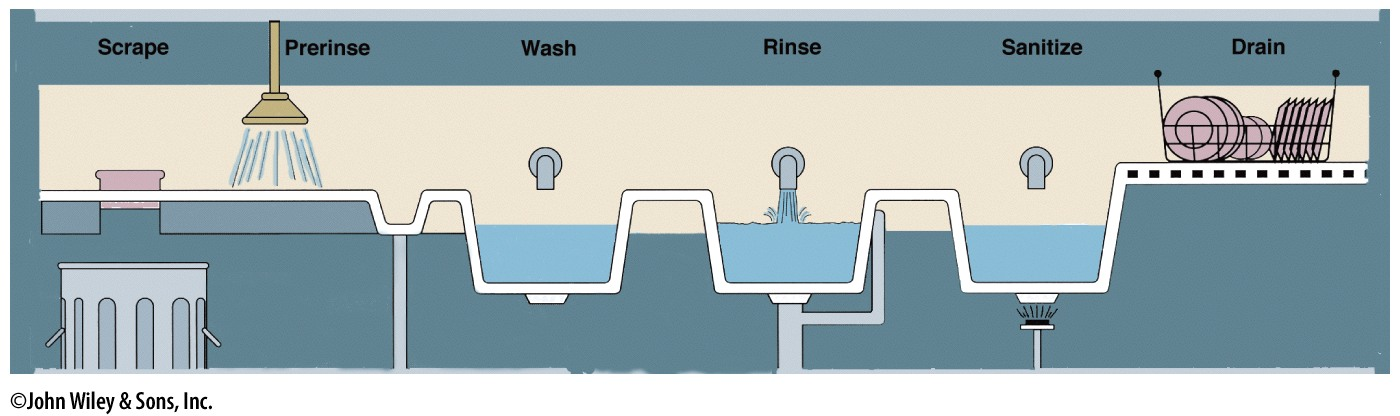 Scrape Prerinse Wash Rinse Sanitize Drain
©John Wiley & Sons, Inc.